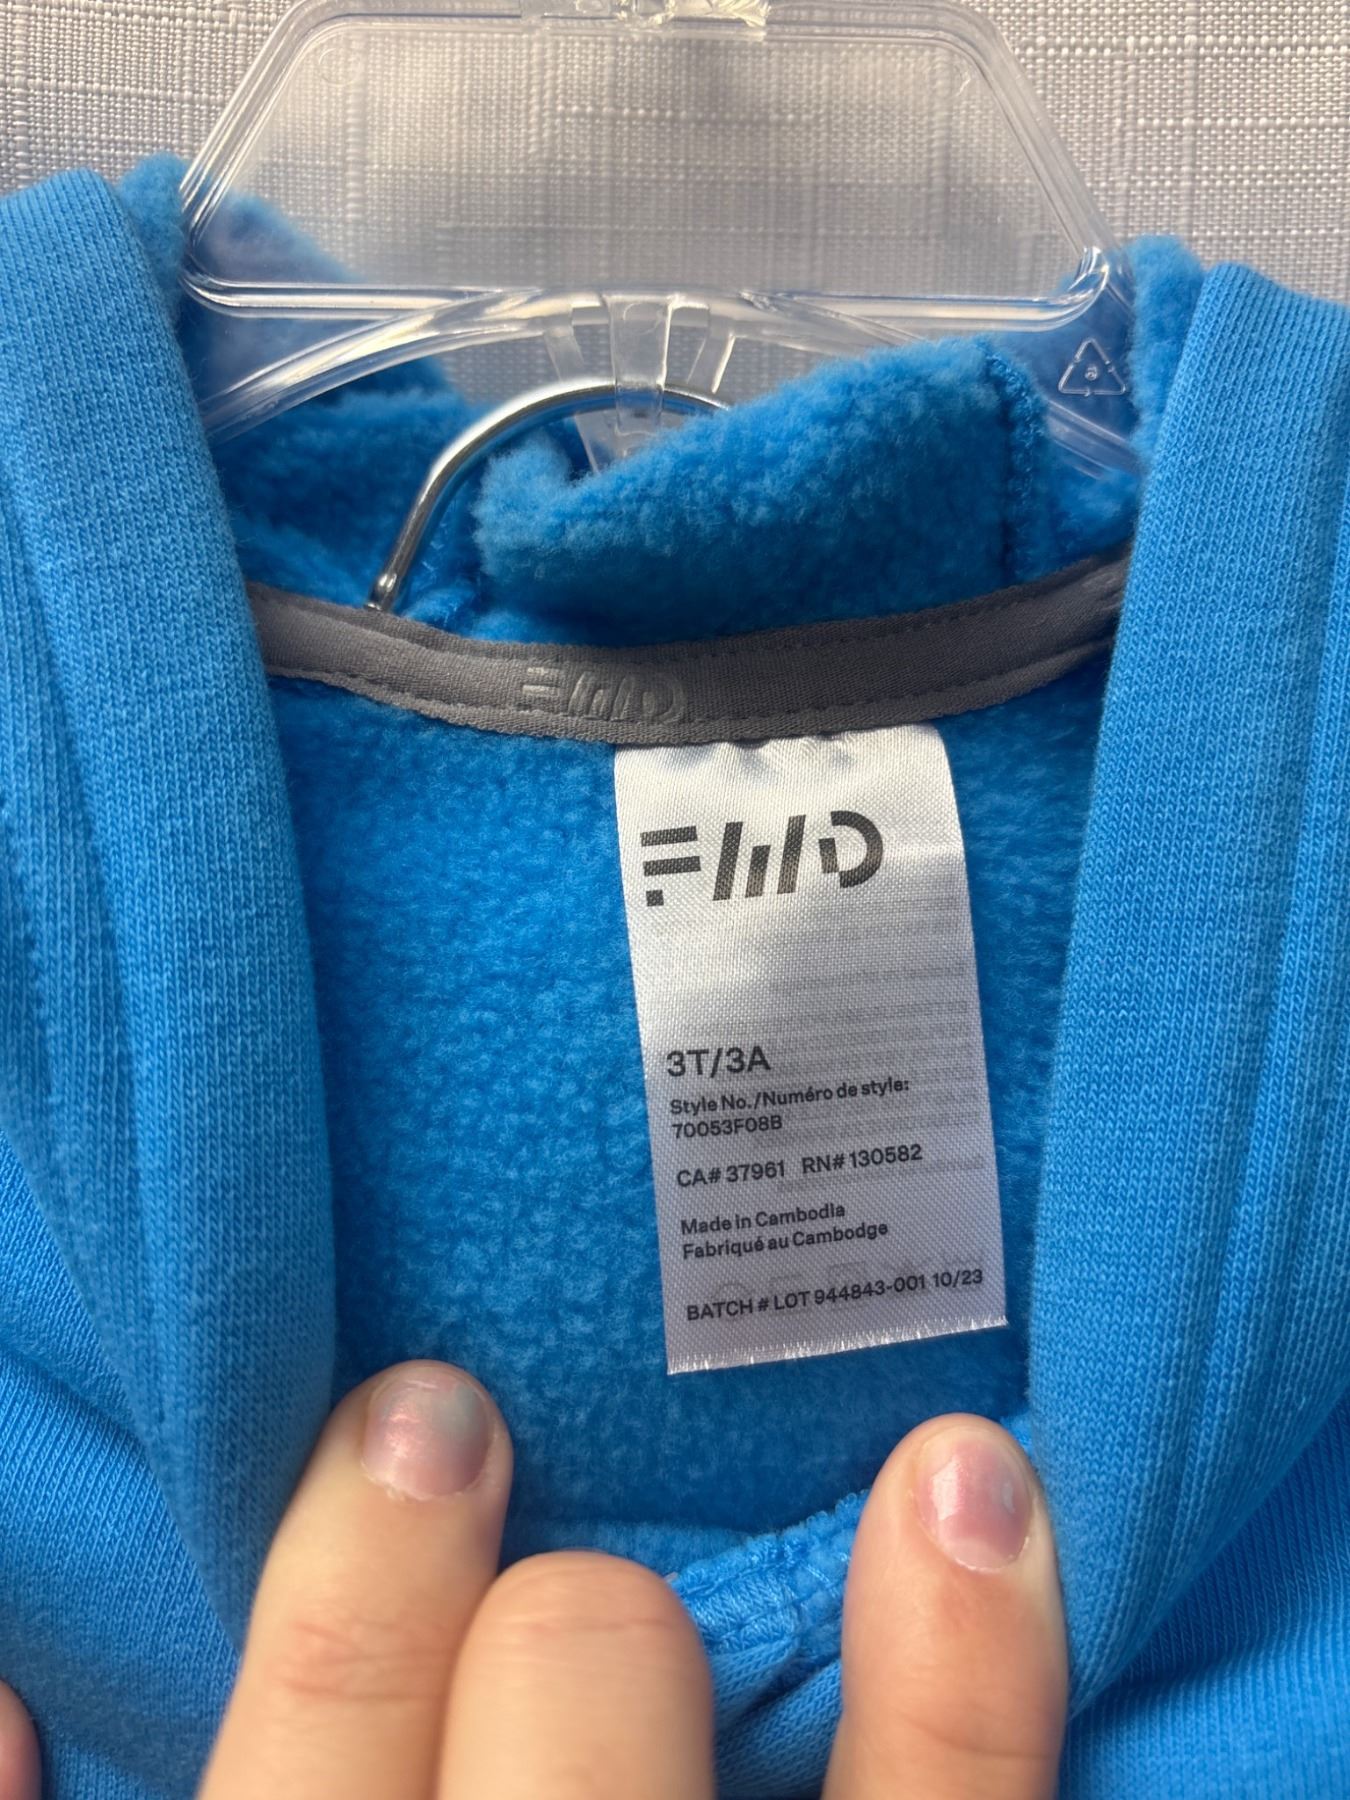 FWD
FWD
3T/3A
Style No./Numéro de style:
70053F08B
CA# 37961 RN# 130582
Made in Cambodia
Fabriqué au Cambodge
BATCH # LOT 944843-001 10/23